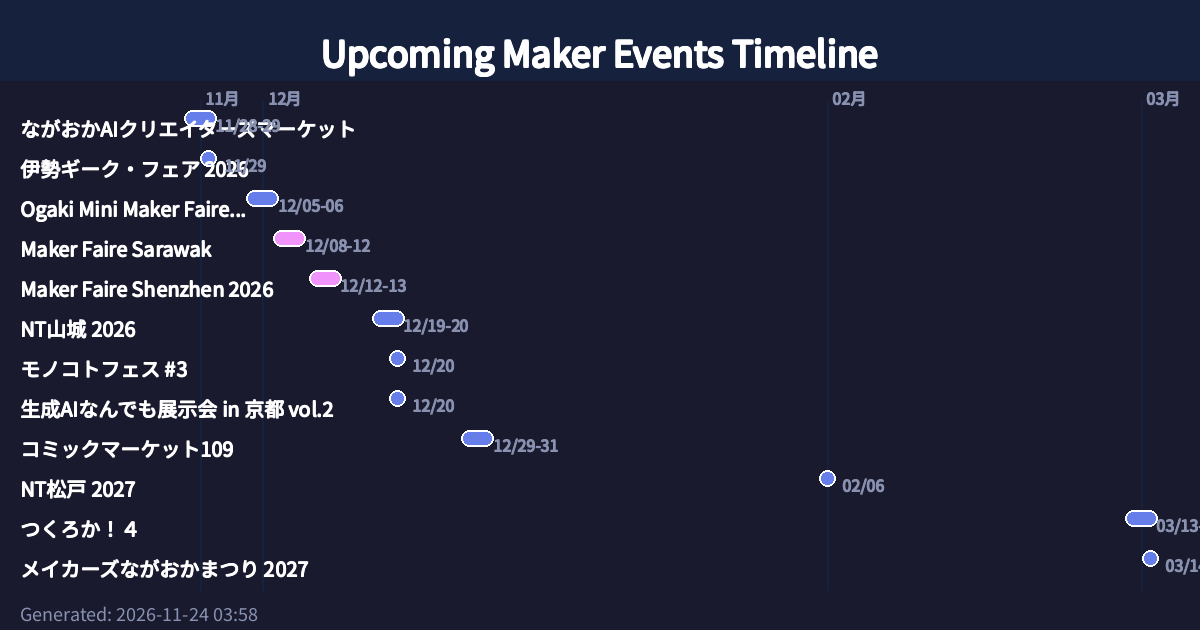 Upcoming Maker Events Timeline
11月 12月 02月 03月
ながおかAIクリエイターズマーケット 11/28-29
伊勢ギーク・フェア 2026 11/29
Ogaki Mini Maker Faire... 12/05-06
Maker Faire Sarawak 12/08-12
Maker Faire Shenzhen 2026 12/12-13
NT山城 2026 12/19-20
モノコトフェス #3 12/20
生成AIなんでも展示会 in 京都 vol.2 12/20
コミックマーケット109 12/29-31
NT松戸 2027 02/06
つくろか！４ 03/13-
メイカーズながおかまつり 2027 03/14
Generated: 2026-11-24 03:58